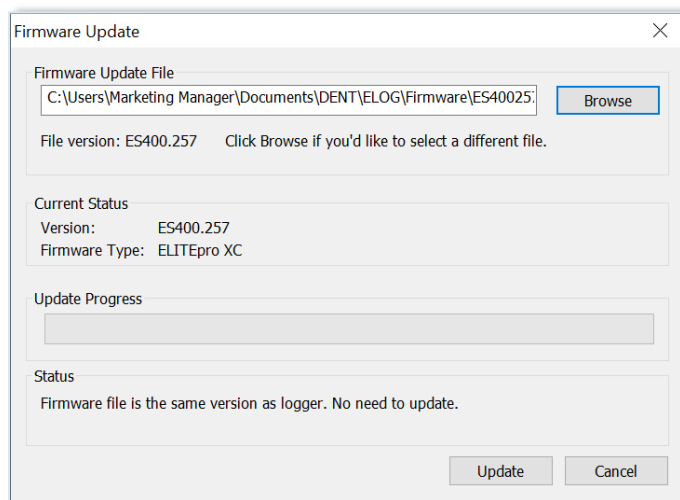 Firmware Update
Firmware Update File
C:\Users\Marketing Manager\Documents\DENT\ELOG\Firmware\ES40025
Browse
File version: ES400.257 Click Browse if you'd like to select a different file.
Current Status
Version: ES400.257
Firmware Type: ELITEpro XC
Update Progress
Status
Firmware file is the same version as logger. No need to update.
Update
Cancel